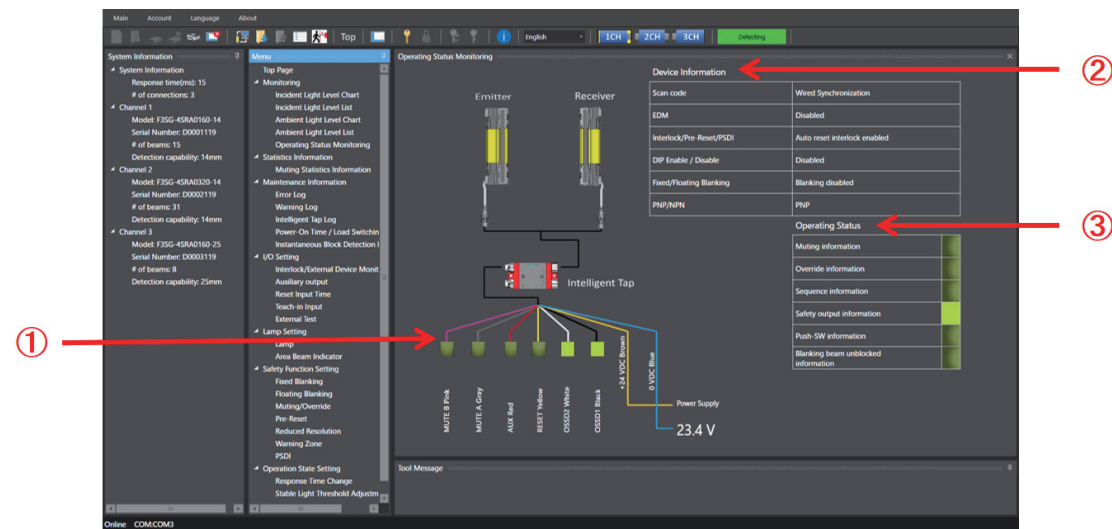 Main Account Language About
Top English 1CH 2CH 3CH Detecting
System Information
System Information
Response time(ms): 15
# of connections: 3
Channel 1
Model: F3SG-4SRA0160-14
Serial Number: D0001119
# of beams: 15
Detection capability: 14mm
Channel 2
Model: F3SG-4SRA0320-14
Serial Number: D0002119
# of beams: 31
Detection capability: 14mm
Channel 3
Model: F3SG-4SRA0160-25
Serial Number: D0003119
# of beams: 8
Detection capability: 25mm
Menu
Top Page
Monitoring
Incident Light Level Chart
Incident Light Level List
Ambient Light Level Chart
Ambient Light Level List
Operating Status Monitoring
Statistics Information
Muting Statistics Information
Maintenance Information
Error Log
Warning Log
Intelligent Tap Log
Power-On Time / Load Switchin
Instantaneous Block Detection I
I/O Setting
Interlock/External Device Monit
Auxiliary output
Reset Input Time
Teach-in Input
External Test
Lamp Setting
Lamp
Area Beam Indicator
Safety Function Setting
Fixed Blanking
Floating Blanking
Muting/Override
Pre-Reset
Reduced Resolution
Warning Zone
PSDI
Operation State Setting
Response Time Change
Stable Light Threshold Adjustm
Operating Status Monitoring
Emitter Receiver
Intelligent Tap
MUTE B Pink
MUTE A Gray
AUX Red
RESET Yellow
OSSD2 White
OSSD1 Black
+24 VDC Brown
0 VDC Blue
Power Supply
23.4 V
①
Device Information
②
Scan code Wired Synchronization
EDM Disabled
Interlock/Pre-Reset/PSDI Auto reset interlock enabled
DIP Enable / Disable Disabled
Fixed/Floating Blanking Blanking disabled
PNP/NPN PNP
Operating Status
③
Muting information
Override information
Sequence information
Safety output information
Push-SW information
Blanking beam unblocked
information
Tool Message
Online COM:COM3